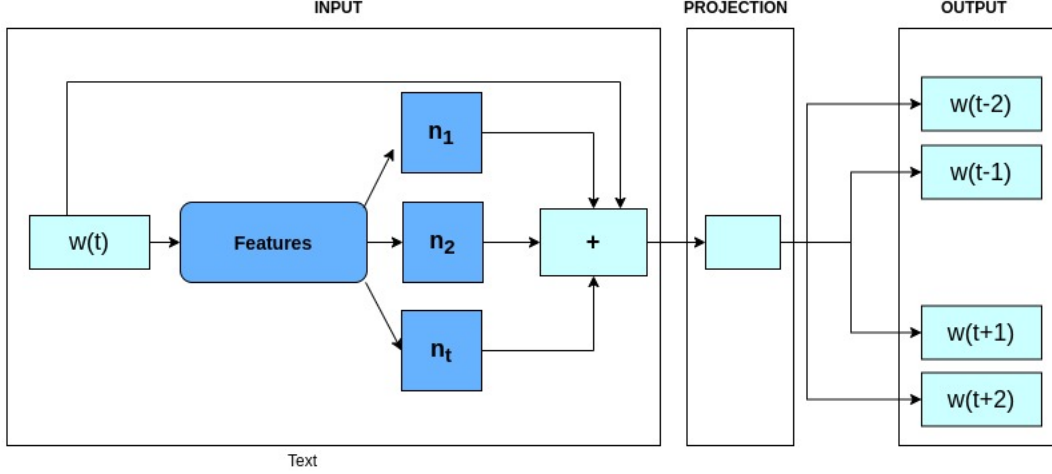 INPUT
PROJECTION
OUTPUT
w(t)
Features
n1
n2
nt
+
w(t-2)
w(t-1)
w(t+1)
w(t+2)
Text